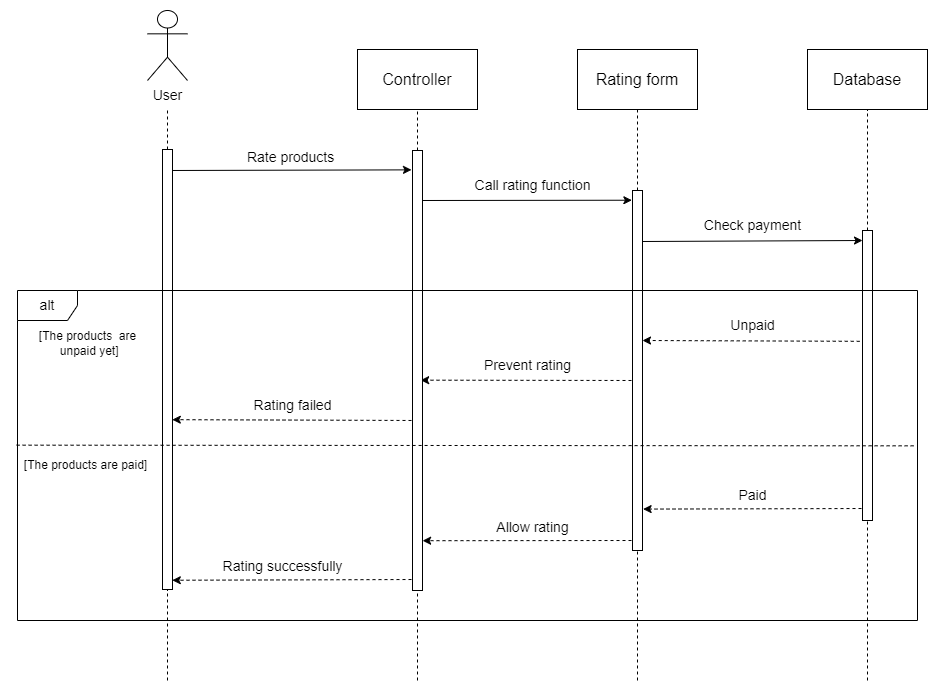 User
Controller
Rating form
Database
Rate products
Call rating function
Check payment
alt
[The products are
unpaid yet]
Unpaid
Prevent rating
Rating failed
[The products are paid]
Paid
Allow rating
Rating successfully